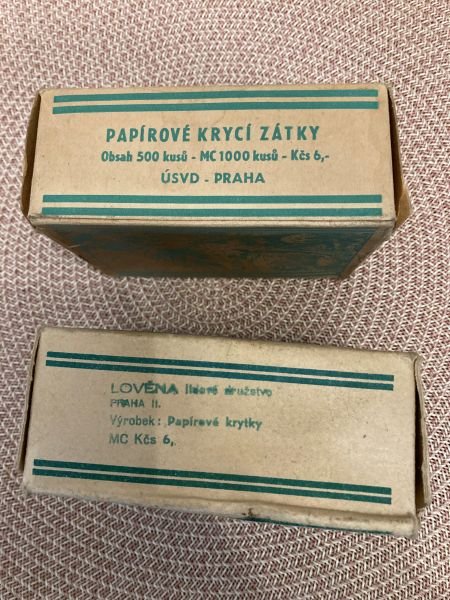 PAPÍROVÉ KRYCÍ ZÁTKY
Obsah 500 kusů - MC 1000 kusů - Kčs 6,-
ÚSVD - PRAHA
LOVĚNA lidové družstvo
PRAHA II.
Výrobek: Papírové krytky
MC Kčs 6,